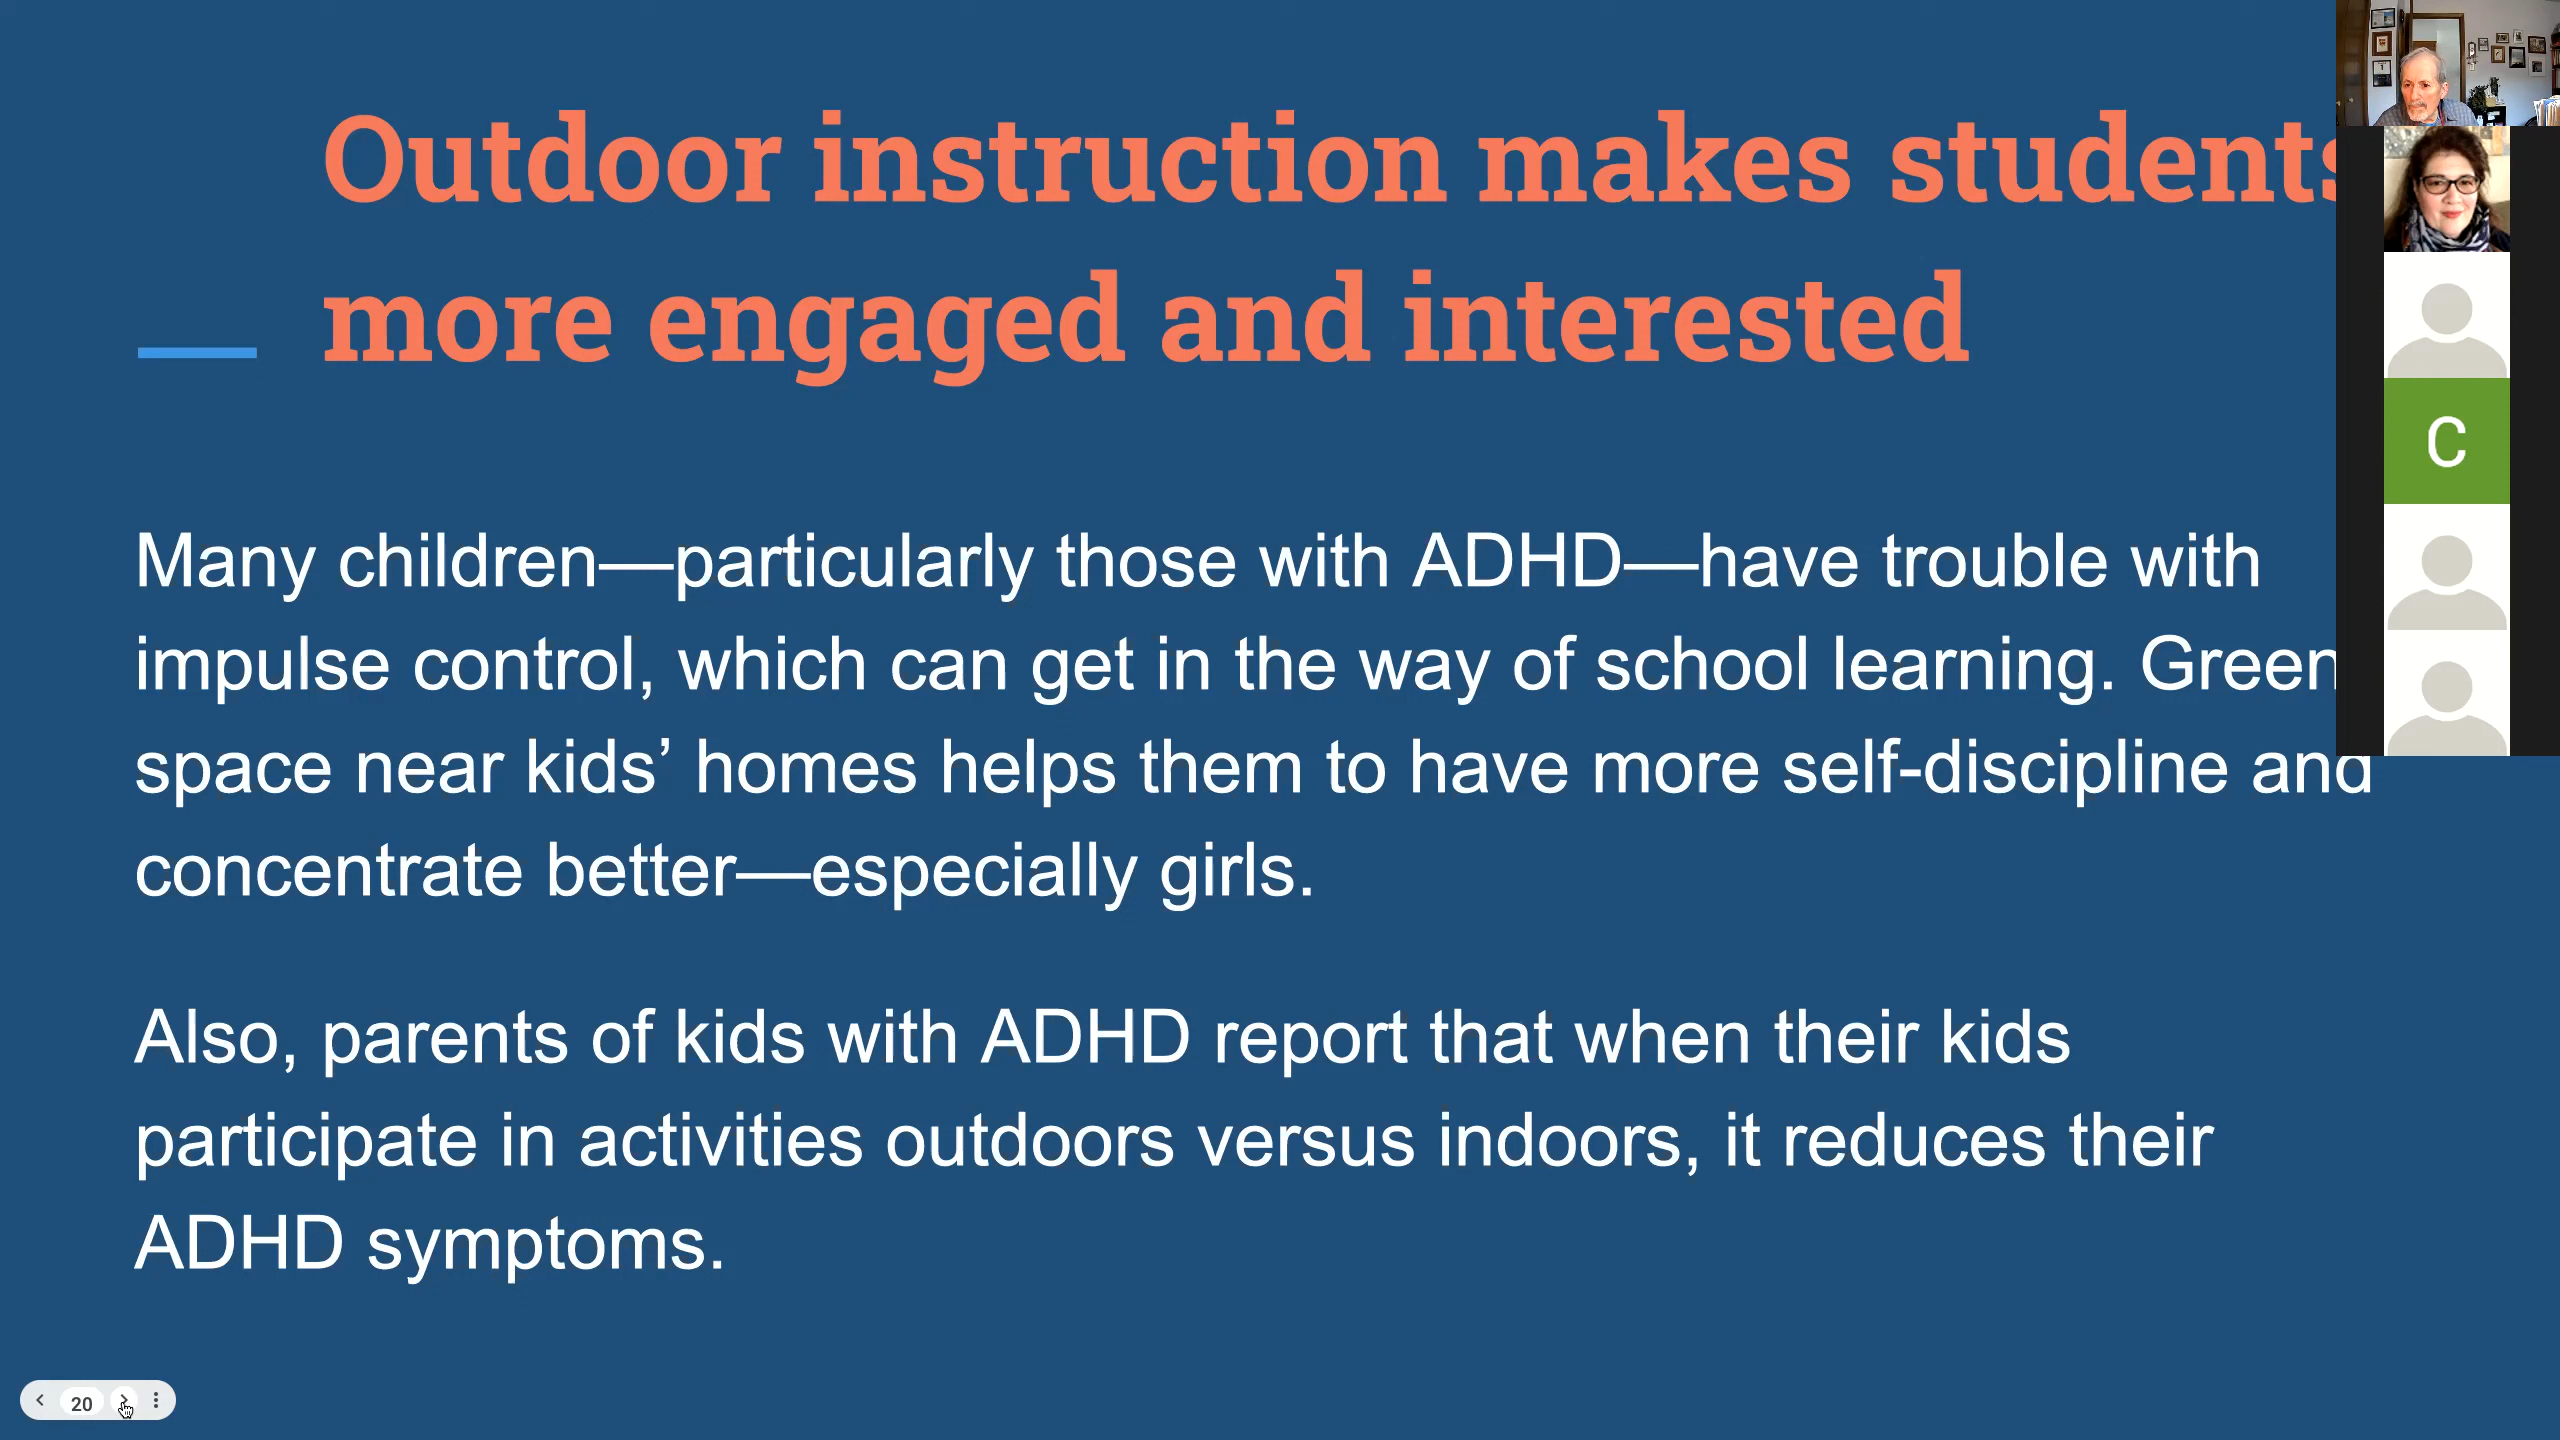 Outdoor instruction makes students
more engaged and interested
C
Many children—particularly those with ADHD—have trouble with
impulse control, which can get in the way of school learning. Green
space near kids’ homes helps them to have more self-discipline and
concentrate better—especially girls.
Also, parents of kids with ADHD report that when their kids
participate in activities outdoors versus indoors, it reduces their
ADHD symptoms.
20